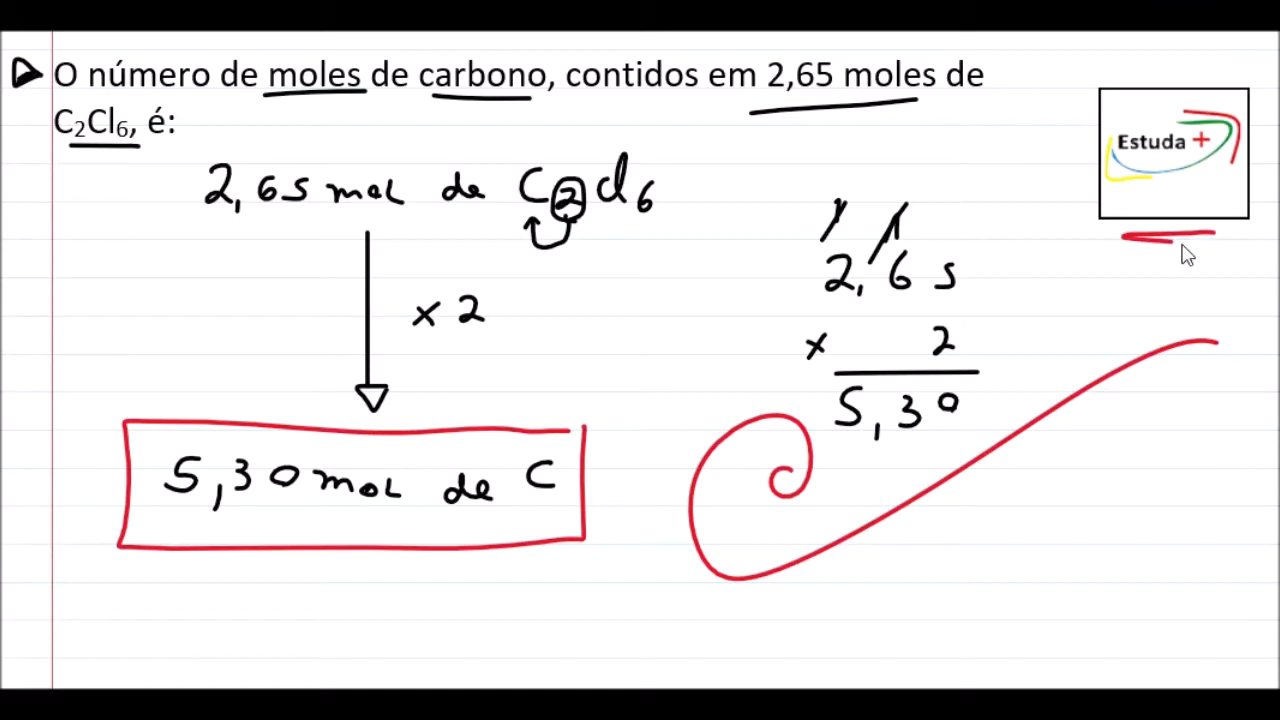 O número de moles de carbono, contidos em 2,65 moles de
C₂Cl₆, é:
Estuda +
2,65 mol de C2Cl6
x 2
1 1
2,65
x 2
5,30
5,30 mol de C